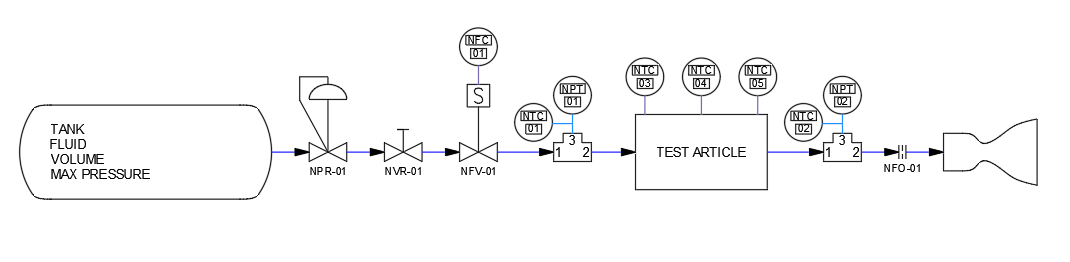 NFC
01
S
NTC
03
NTC
04
NTC
05
NPT
01
NPT
02
NTC
01
NTC
02
TANK
FLUID
VOLUME
MAX PRESSURE
NPR-01
NVR-01
NFV-01
1 3 2
TEST ARTICLE
1 3 2
NFO-01